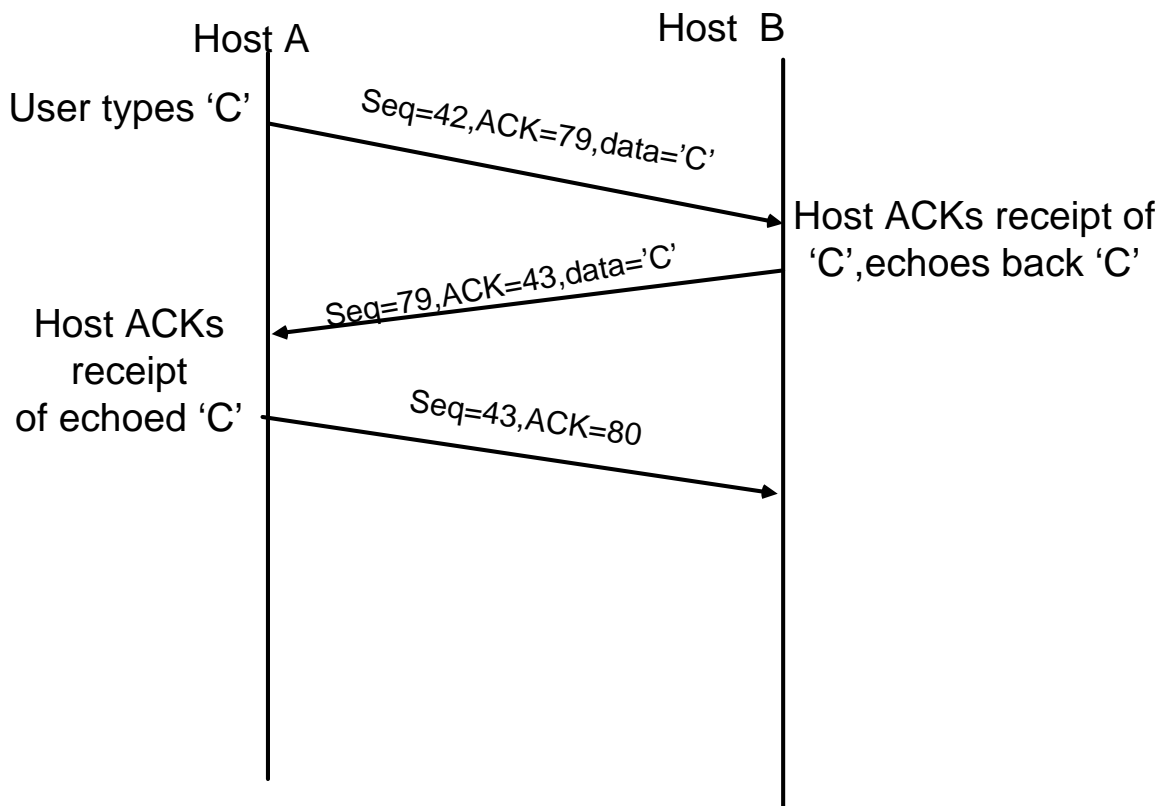 Host A
Host B
User types ‘C’
Seq=42,ACK=79,data=’C’
Host ACKs receipt of
‘C’,echoes back ‘C’
Seq=79,ACK=43,data=’C’
Host ACKs
receipt
of echoed ‘C’
Seq=43,ACK=80